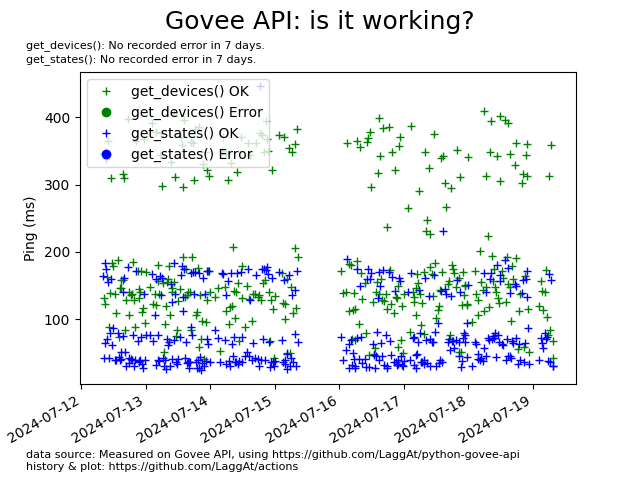 Govee API: is it working?
get_devices(): No recorded error in 7 days.
get_states(): No recorded error in 7 days.
get_devices() OK
get_devices() Error
get_states() OK
get_states() Error
Ping (ms)
400
300
200
100
2024-07-12
2024-07-13
2024-07-14
2024-07-15
2024-07-16
2024-07-17
2024-07-18
2024-07-19
data source: Measured on Govee API, using https://github.com/LaggAt/python-govee-api
history & plot: https://github.com/LaggAt/actions